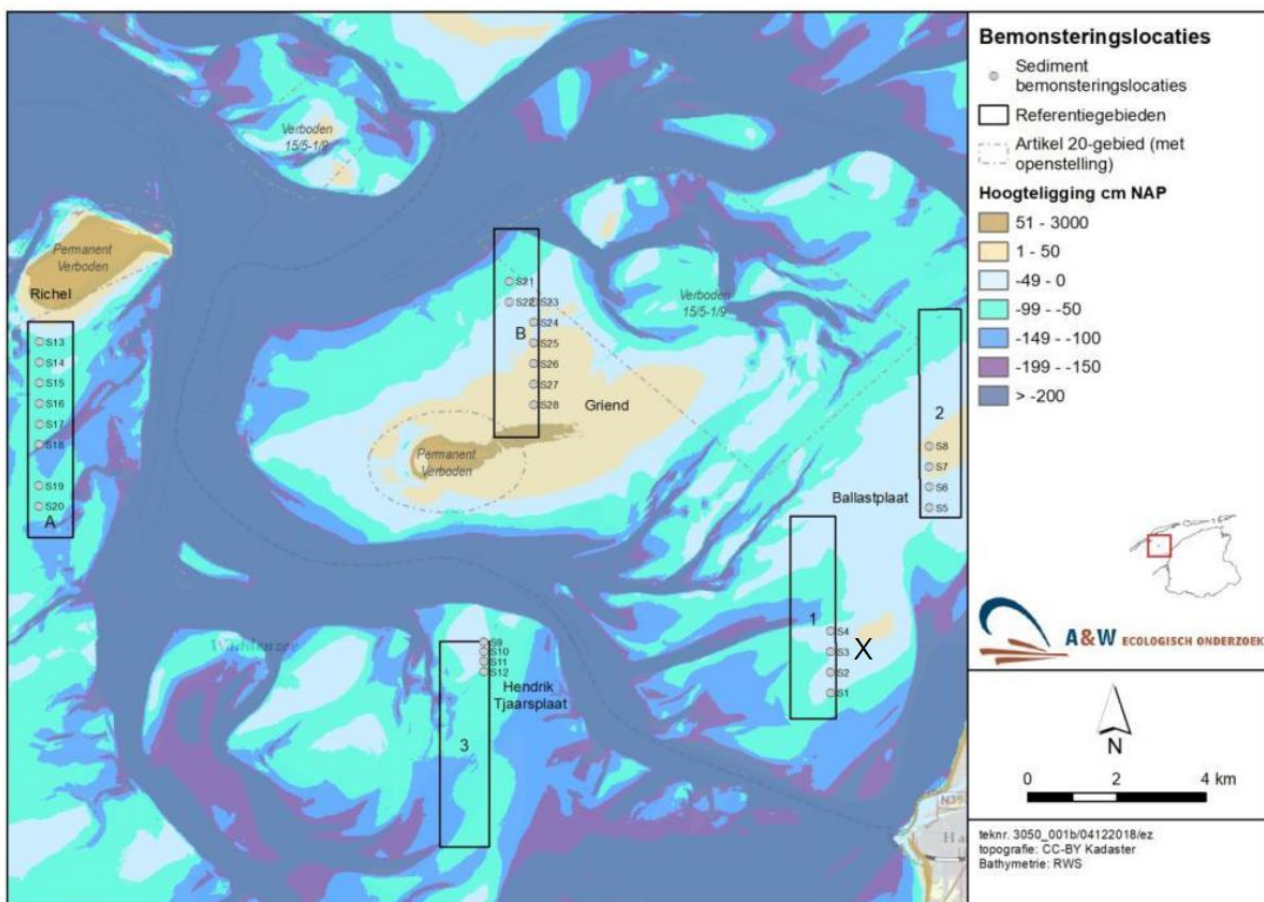 Verboden
15/5-1/9
Permanent
Verboden
Richel
S13
S14
S15
S16
S17
S18
S19
S20
A
S21
S22
S23
B
S24
S25
S26
S27
S28
Griend
Permanent
Verboden
Verboden
15/5-1/9
2
S8
S7
S6
S5
Ballastplaat
1
S4
S3
X
S2
S1
Waddenzee
S9
S10
S11
S12
Hendrik
Tjaarsplaat
3
Bemonsteringslocaties
Sediment
bemonsteringslocaties
Referentiegebieden
Artikel 20-gebied (met
openstelling)
Hoogteligging cm NAP
51 - 3000
1 - 50
-49 - 0
-99 - -50
-149 - -100
-199 - -150
> -200
A&W ECOLOGISCH ONDERZOEK
N
0 2 4 km
teknr. 3050_001b/04122018/ez
topografie: CC-BY Kadaster
Bathymetrie: RWS